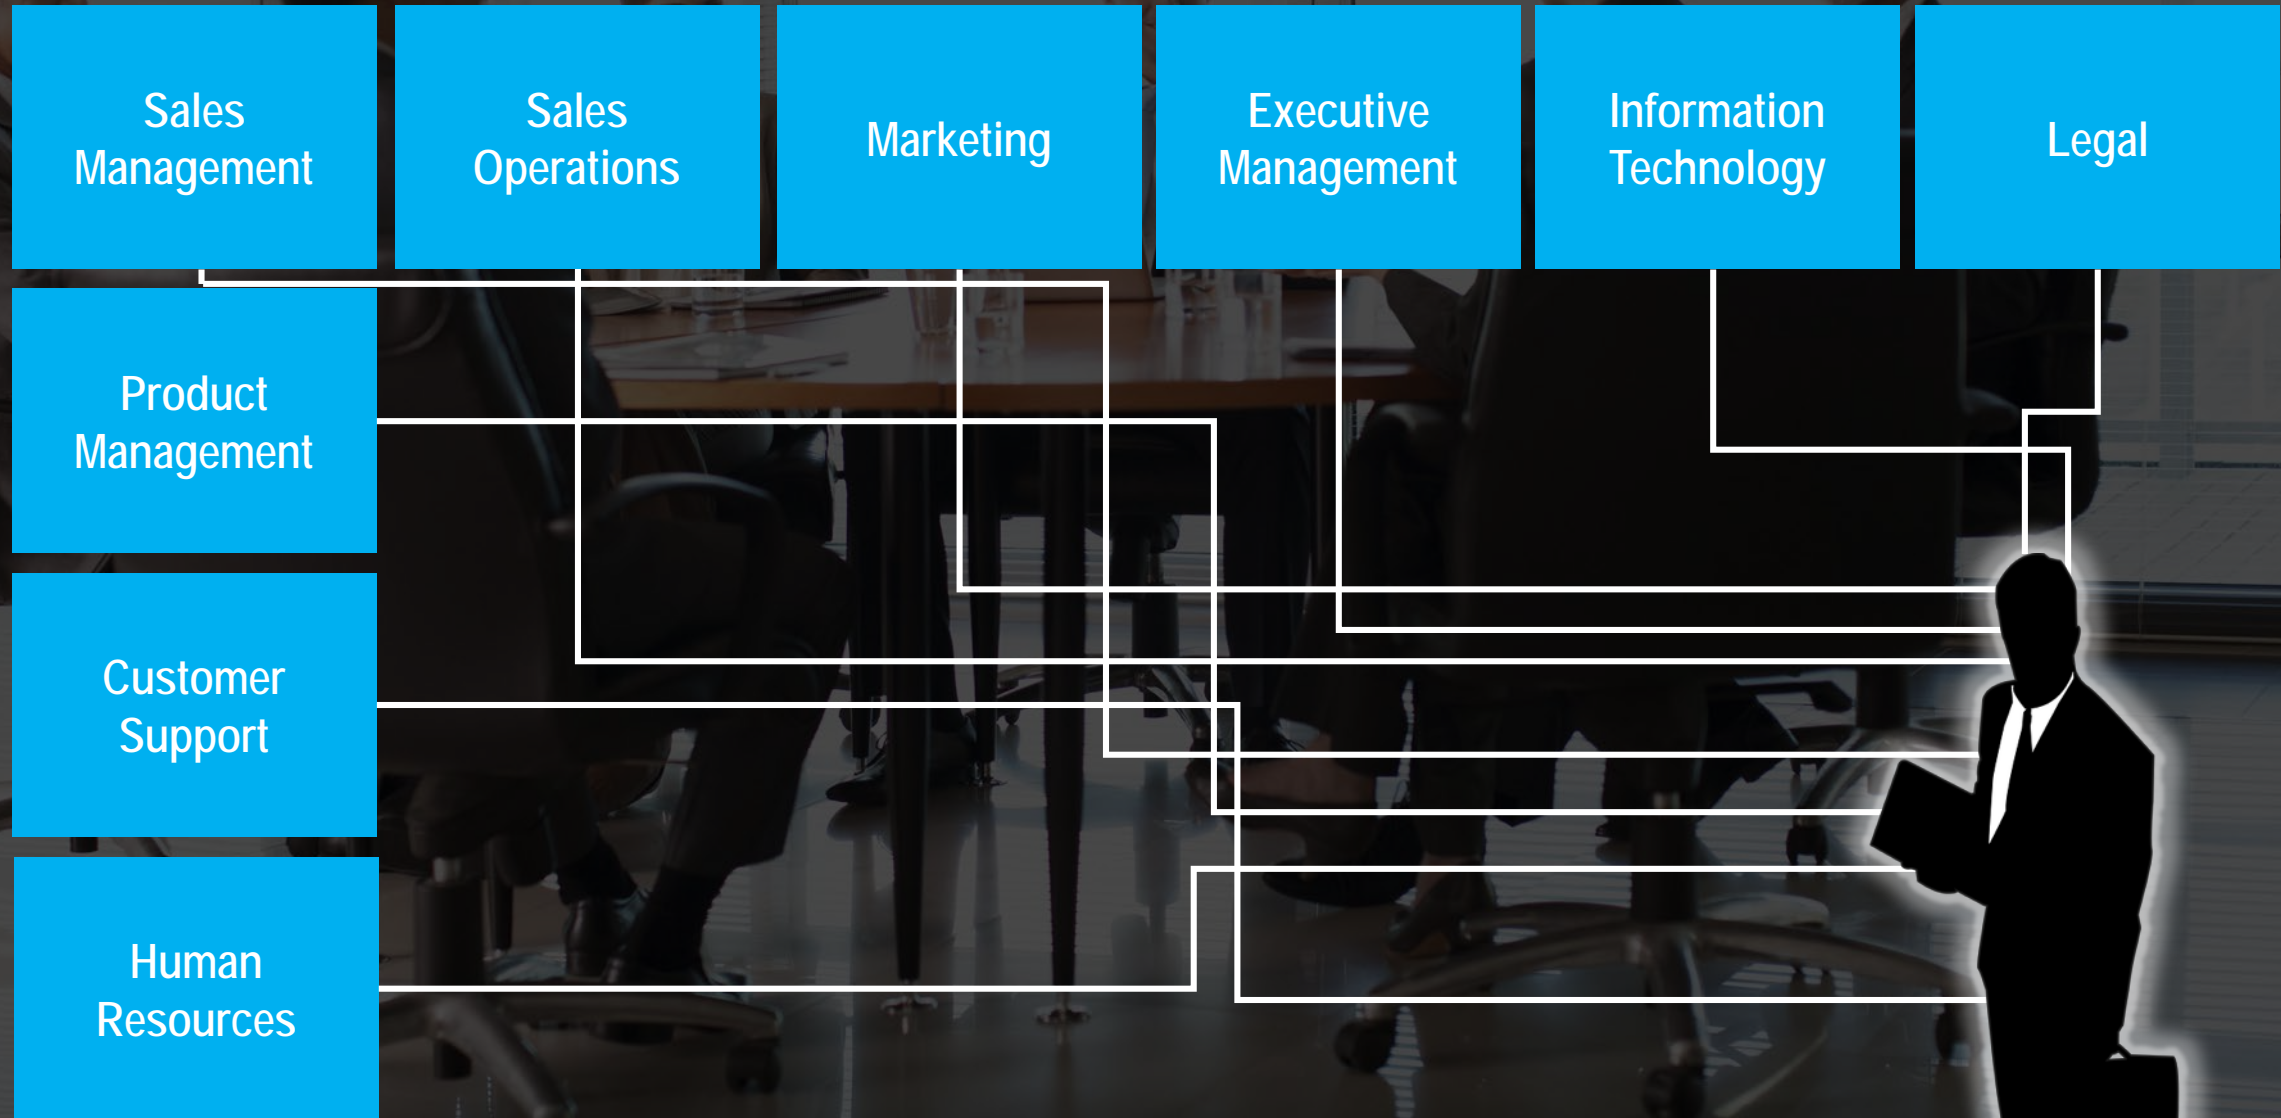 Sales
Management
Sales
Operations
Marketing
Executive
Management
Information
Technology
Legal
Product
Management
Customer
Support
Human
Resources